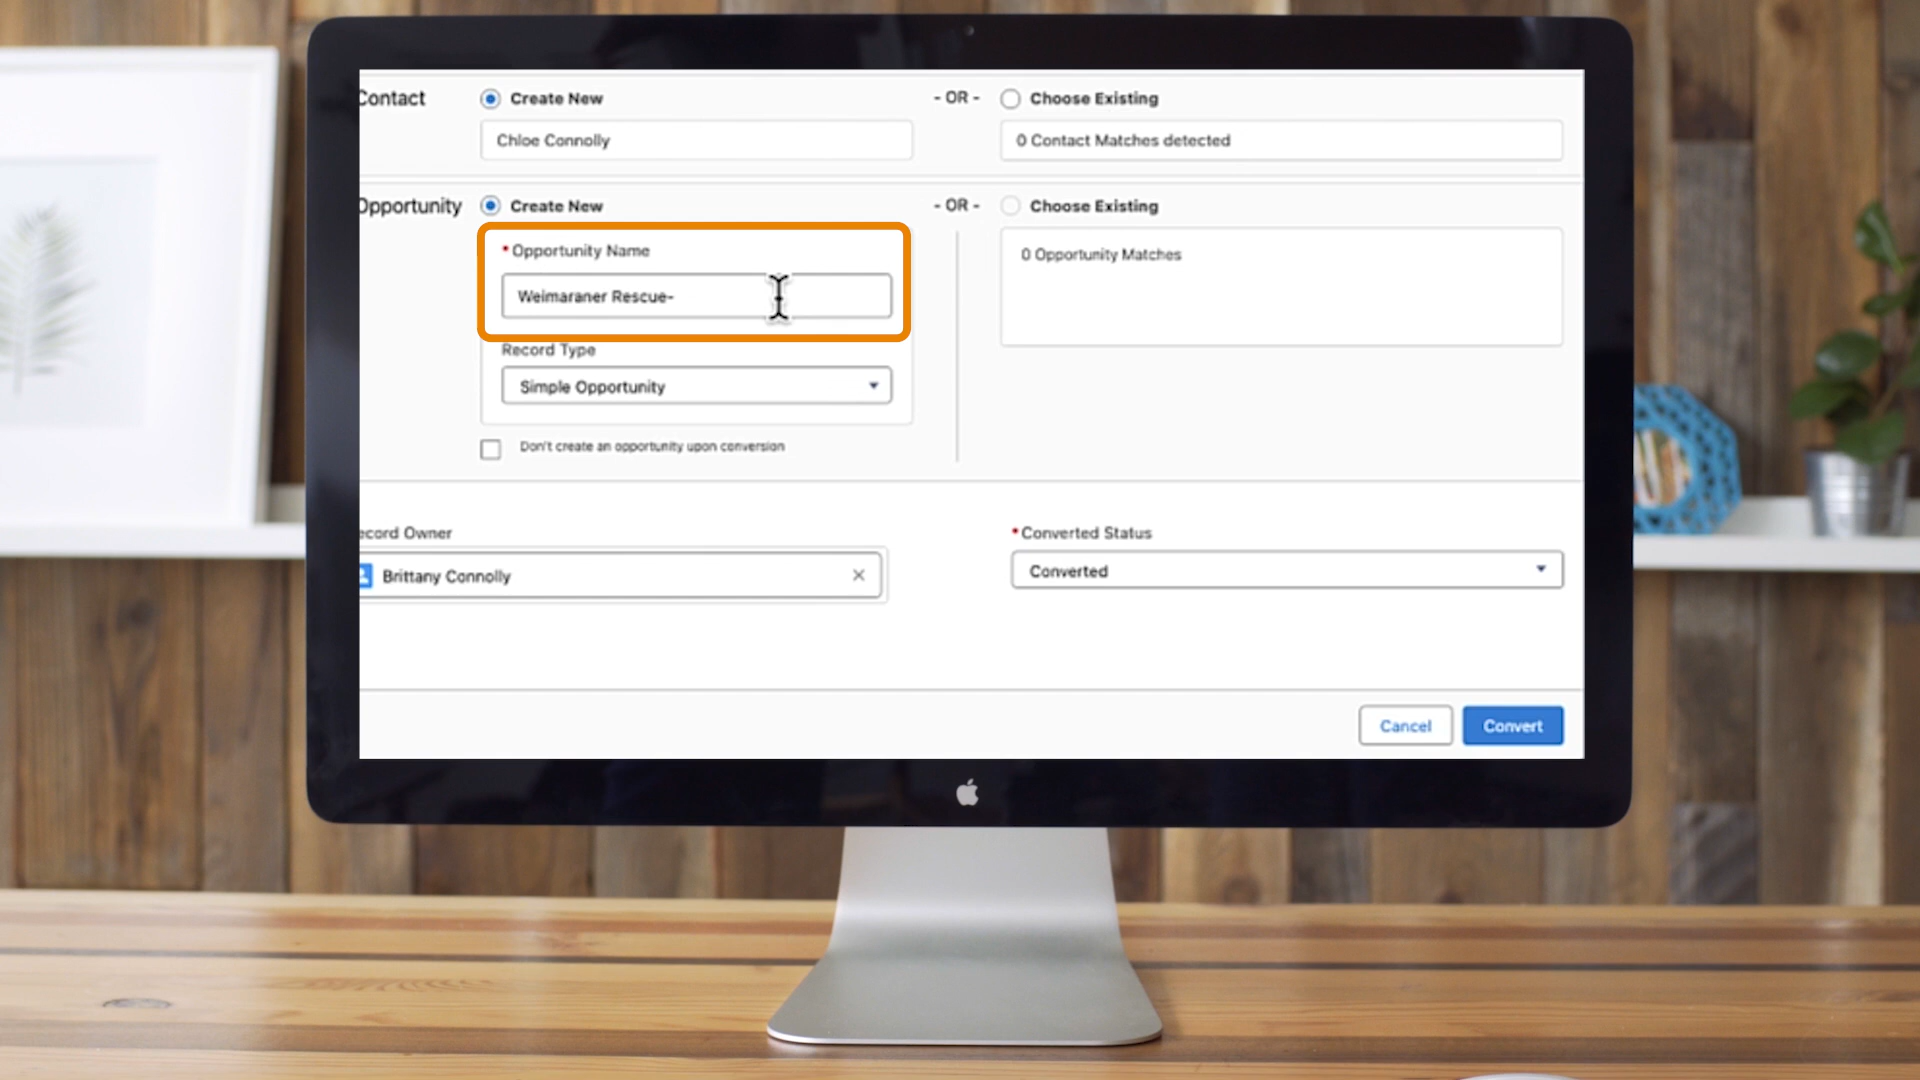 Contact
Create New
- OR -
Choose Existing
Chloe Connolly
0 Contact Matches detected
Opportunity
Create New
- OR -
Choose Existing
*Opportunity Name
0 Opportunity Matches
Weimaraner Rescue-
Record Type
Simple Opportunity
Don't create an opportunity upon conversion
ecord Owner
*Converted Status
Brittany Connolly
Converted
Cancel
Convert